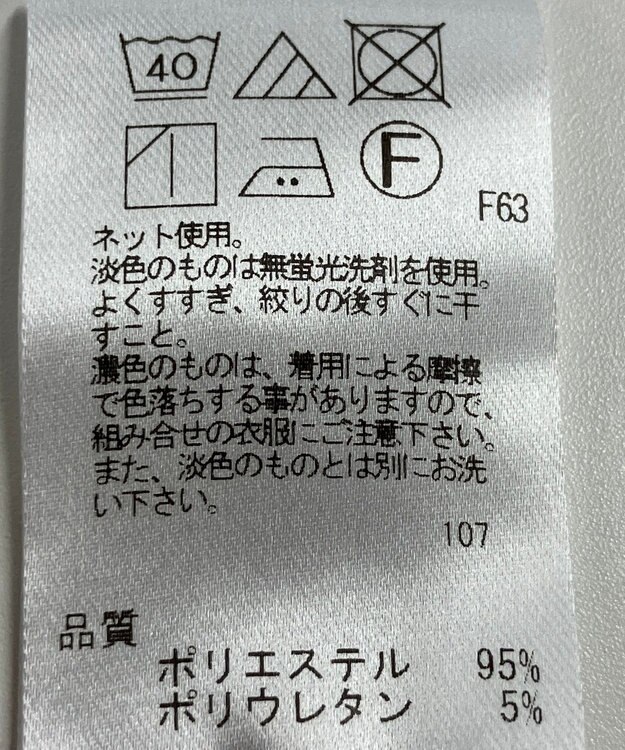 40
F
F63
ネット使用。
淡色のものは無蛍光洗剤を使用。
よくすすぎ、絞りの後すぐに干
すこと。
濃色のものは、着用による摩擦
で色落ちする事がありますので、
組み合せの衣服にご注意下さい。
また、淡色のものとは別にお洗
い下さい。
107
品質
ポリエステル 95%
ポリウレタン 5%